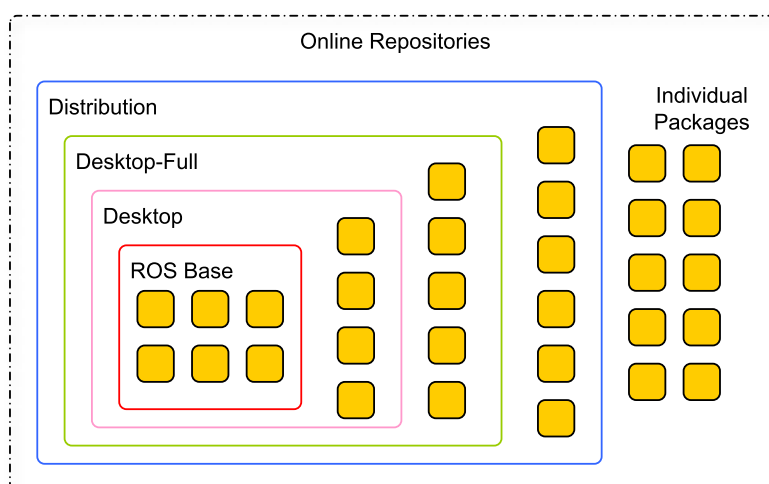 Online Repositories
Distribution
Individual
Packages
Desktop-Full
Desktop
ROS Base